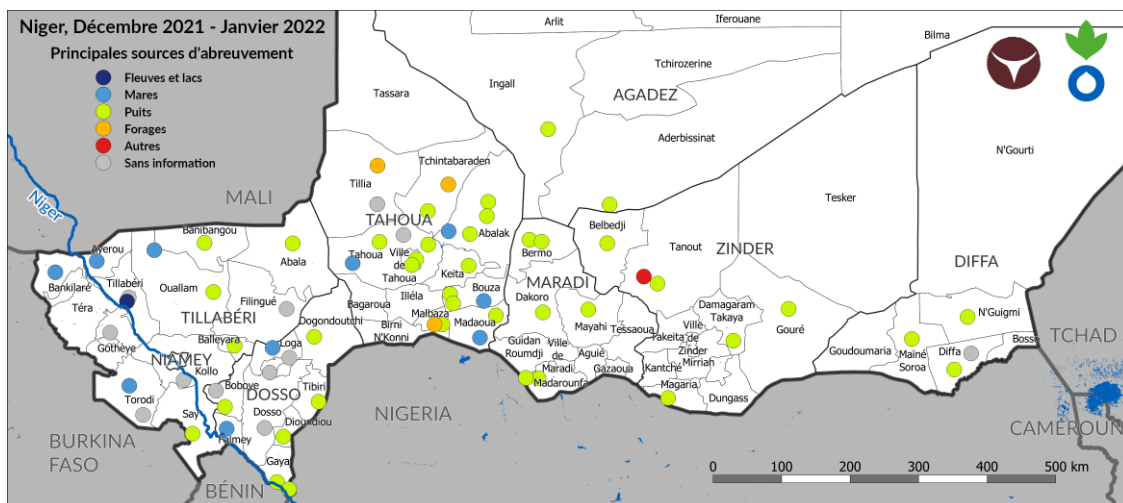 Niger, Décembre 2021 - Janvier 2022
Principales sources d'abreuvement
Fleuves et lacs
Mares
Puits
Forages
Autres
Sans information
Arlit
Iferouane
Bilma
Tchirozerine
Ingall
AGADEZ
Tassara
Aderbissinat
N'Gourti
Tchintabaraden
Tillia
Tesker
MALI
Niger
TAHOUA
Banibangou
Belbedji
Abalak
Ayerou
Abala
Tahoua
Ville
de
Tahoua
Bermo
Tanout
ZINDER
DIFFA
Keita
Bankilaré
Tillabéri
Ouallam
MARADI
Bouza
Téra
Filingué
Bagaroua
Illéla
Dakoro
Damagaram
Takaya
N'Guigmi
TILLABÉRI
Malbaza
Gouré
Birni
N'Konni
Madaoua
Mayahi
Tessaoua
Dogondoutchi
Gothèye
Balleyara
Loga
Takeita
Ville
de
Zinder
Bosso
TCHAD
Guidan
Roumdji
Ville
de
Maradi
Aguié
Goudoumaria
Maïné
Soroa
Diffa
NIAMEY
Kollo
Mirriah
Kantché
Gazaoua
Madarounfa
Torodi
Boboye
DOSSO
Tibiri
Magaria
Dungass
Say
Dosso
Dioundiou
NIGERIA
CAMEROUN
BURKINA
FASO
Falmey
Gaya
BÉNIN
0 100 200 300 400 500 km